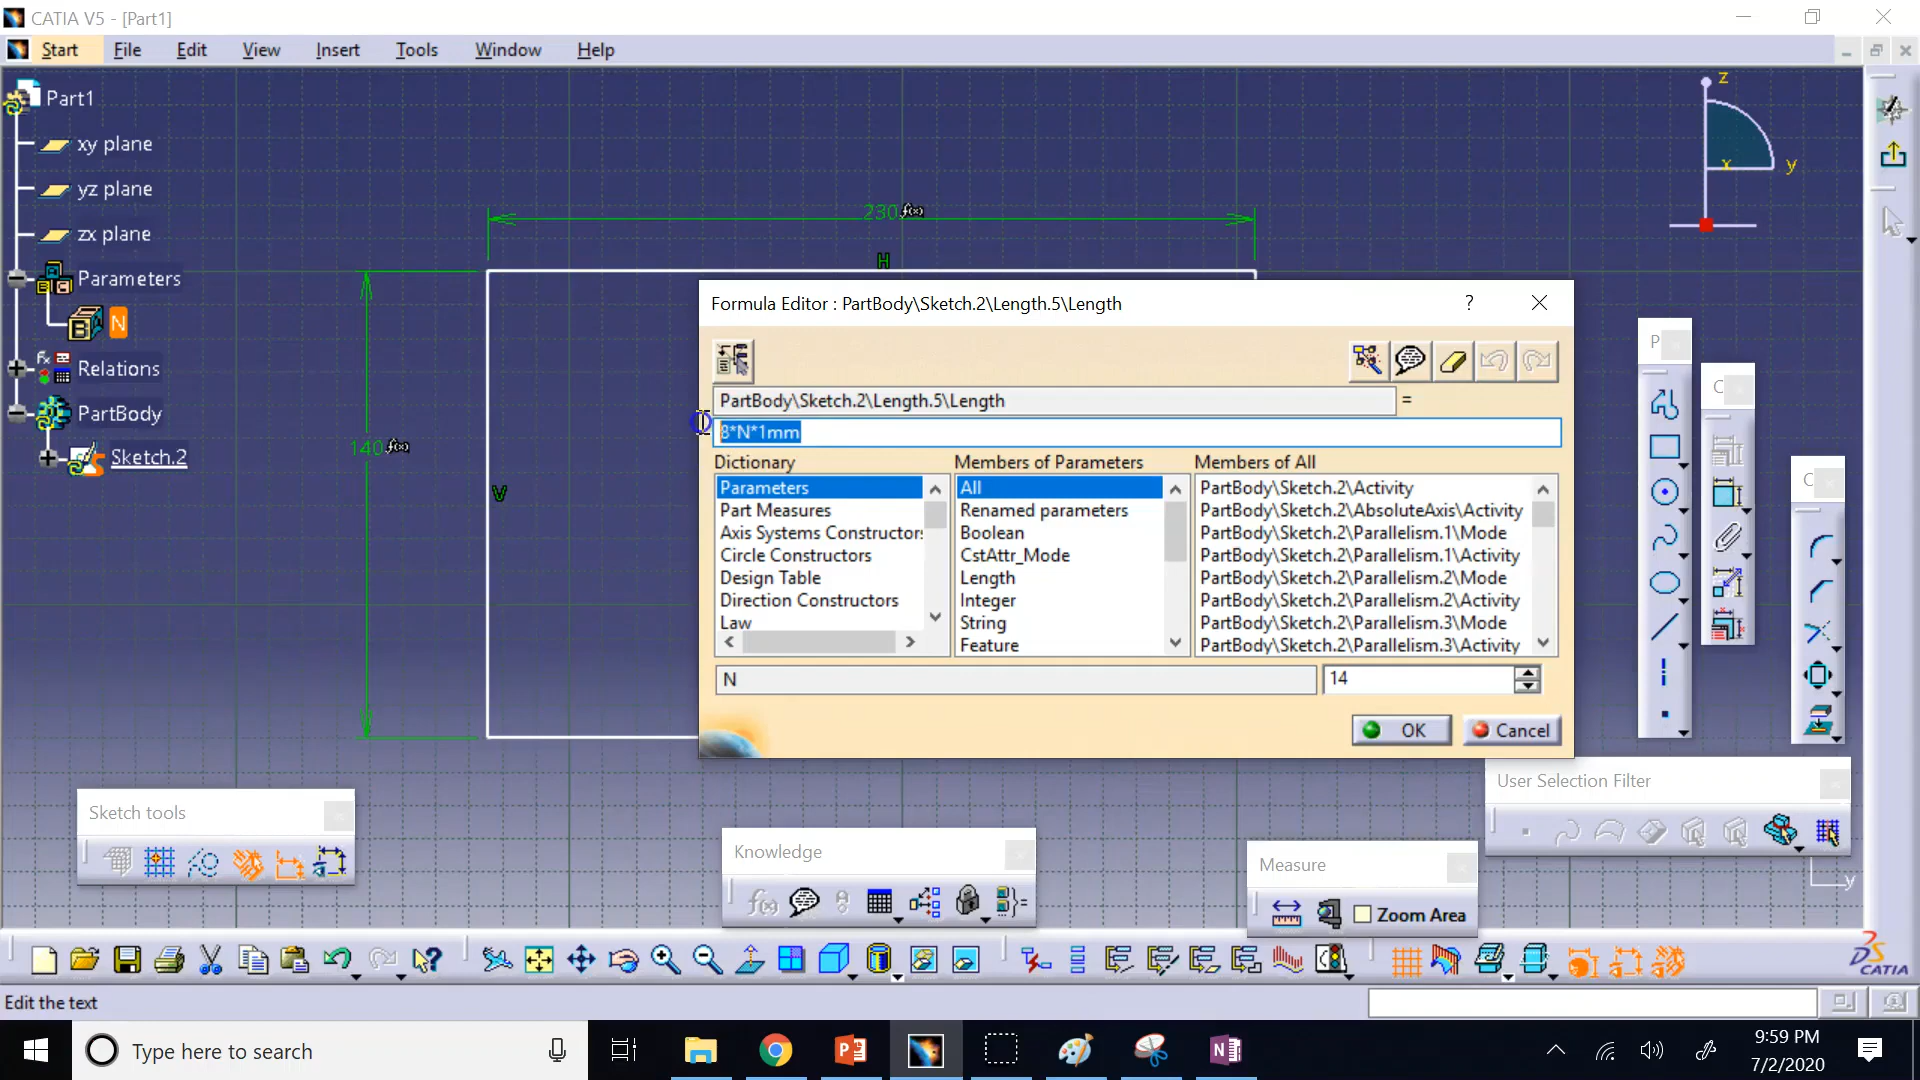 CATIA V5 - [Part1]
Start File Edit View Insert Tools Window Help
Part1
xy plane
yz plane
zx plane
Parameters
N
Relations
PartBody
Sketch.2
230 f(x)
H
140 f(x)
V
z
x
y
Formula Editor : PartBody\Sketch.2\Length.5\Length
?
PartBody\Sketch.2\Length.5\Length =
8*N*1mm
Dictionary Members of Parameters Members of All
Parameters All PartBody\Sketch.2\Activity
Part Measures Renamed parameters PartBody\Sketch.2\AbsoluteAxis\Activity
Axis Systems Constructors Boolean PartBody\Sketch.2\Parallelism.1\Mode
Circle Constructors CstAttr_Mode PartBody\Sketch.2\Parallelism.1\Activity
Design Table Length PartBody\Sketch.2\Parallelism.2\Mode
Direction Constructors Integer PartBody\Sketch.2\Parallelism.2\Activity
Law String PartBody\Sketch.2\Parallelism.3\Mode
Feature PartBody\Sketch.2\Parallelism.3\Activity
N 14
OK Cancel
P
C
C
User Selection Filter
Sketch tools
Knowledge
f(x)
Measure
Zoom Area
y
DS CATIA
Edit the text
Type here to search
9:59 PM
7/2/2020